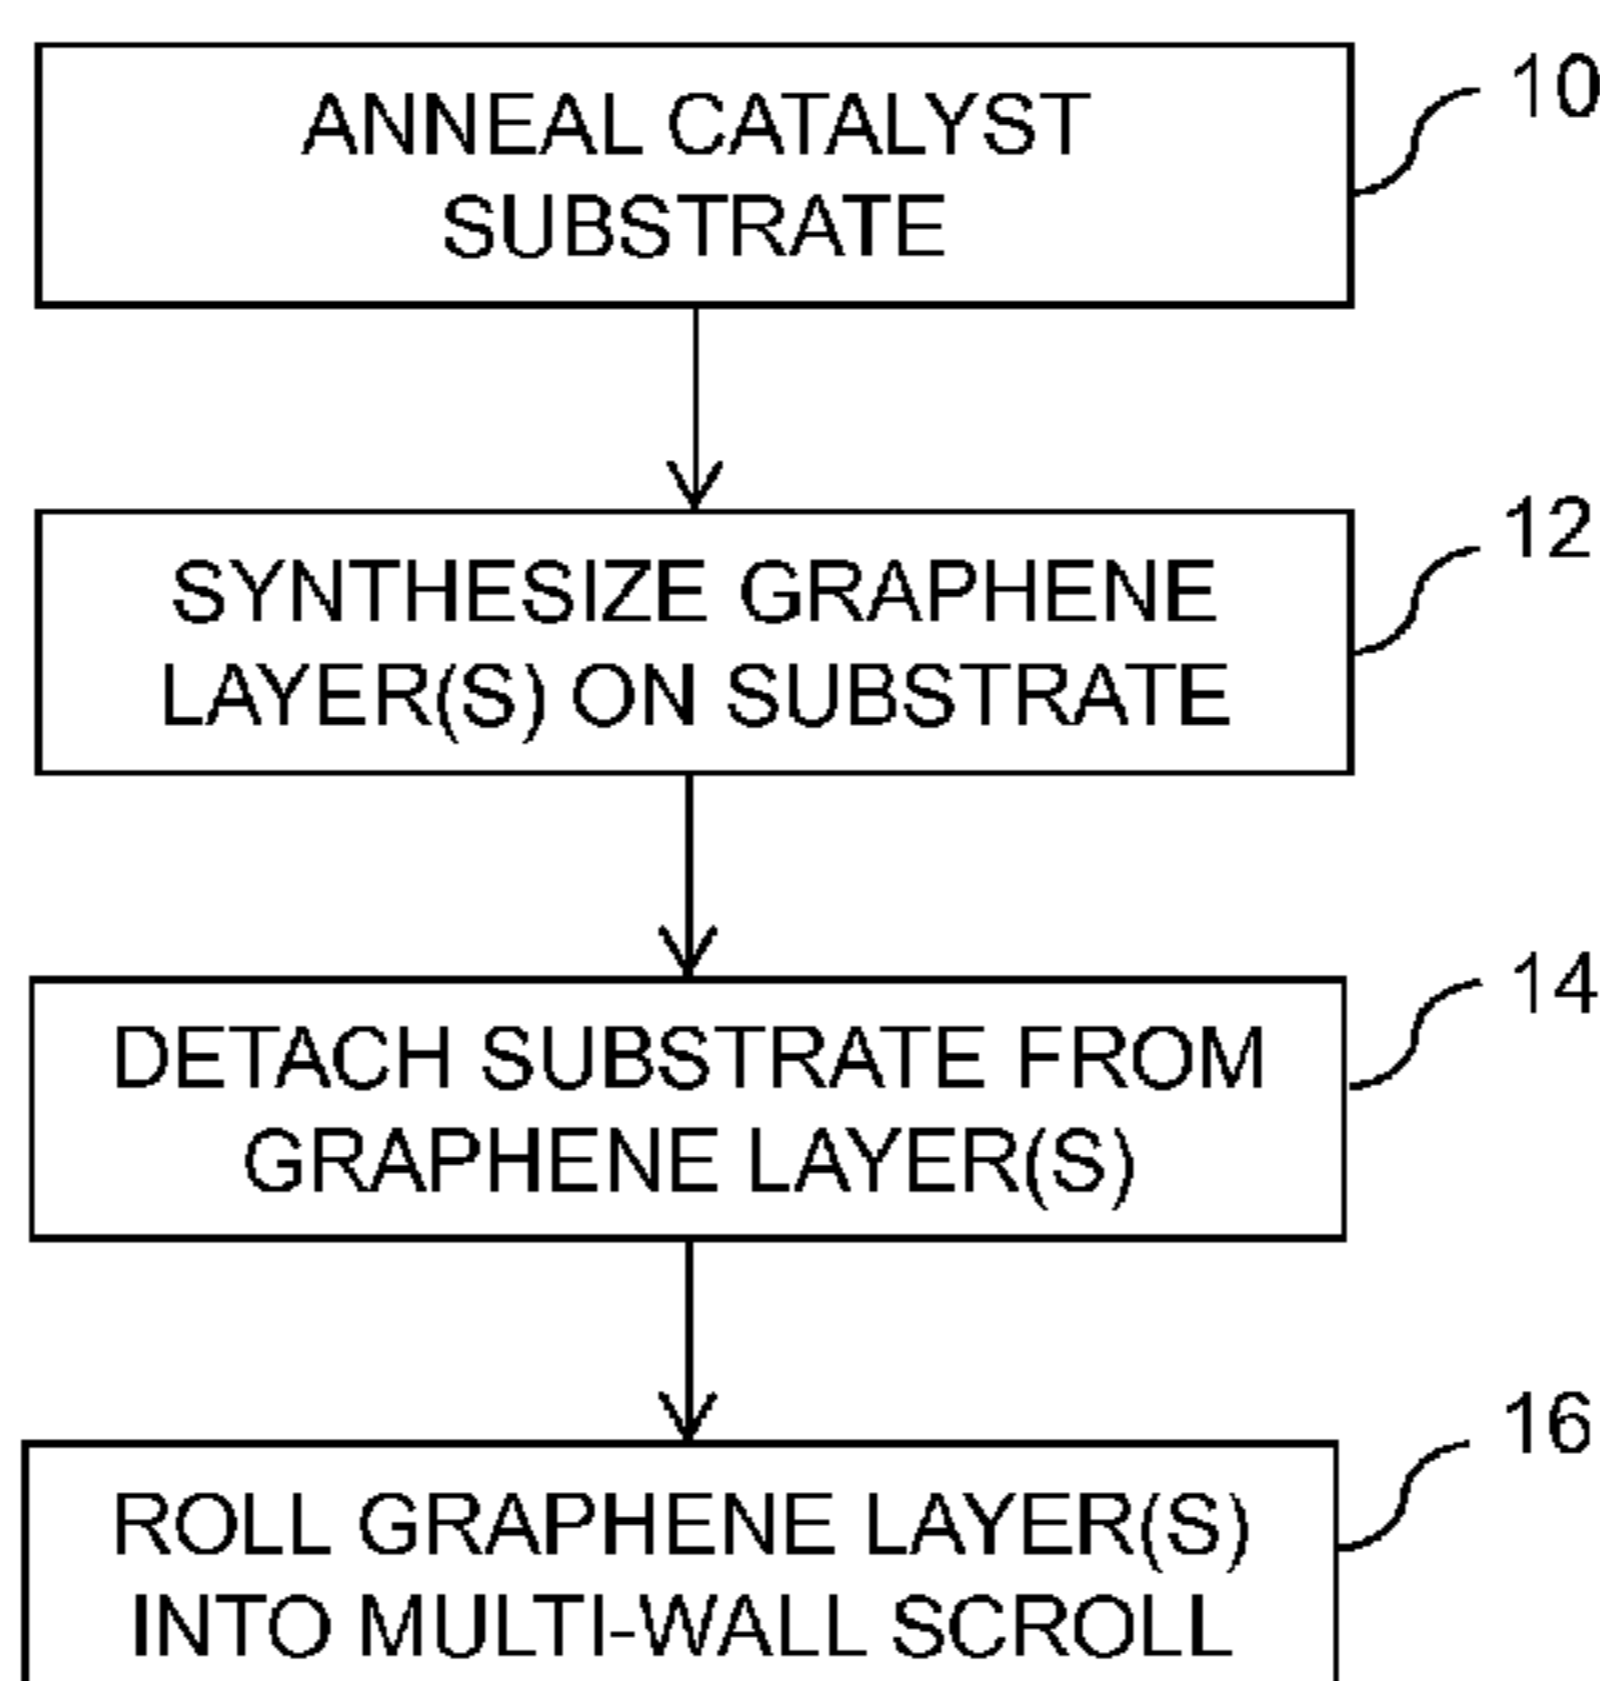 ANNEAL CATALYST
SUBSTRATE
10
SYNTHESIZE GRAPHENE
LAYER(S) ON SUBSTRATE
12
DETACH SUBSTRATE FROM
GRAPHENE LAYER(S)
14
ROLL GRAPHENE LAYER(S)
INTO MULTI-WALL SCROLL
16